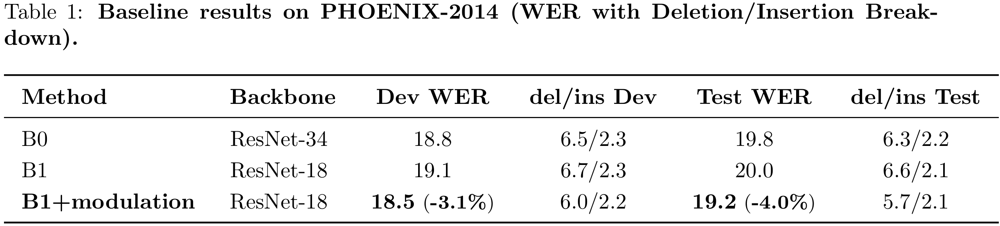 Table 1: Baseline results on PHOENIX-2014 (WER with Deletion/Insertion Break-
down).
Method Backbone Dev WER del/ins Dev Test WER del/ins Test
B0 ResNet-34 18.8 6.5/2.3 19.8 6.3/2.2
B1 ResNet-18 19.1 6.7/2.3 20.0 6.6/2.1
B1+modulation ResNet-18 18.5 (-3.1%) 6.0/2.2 19.2 (-4.0%) 5.7/2.1